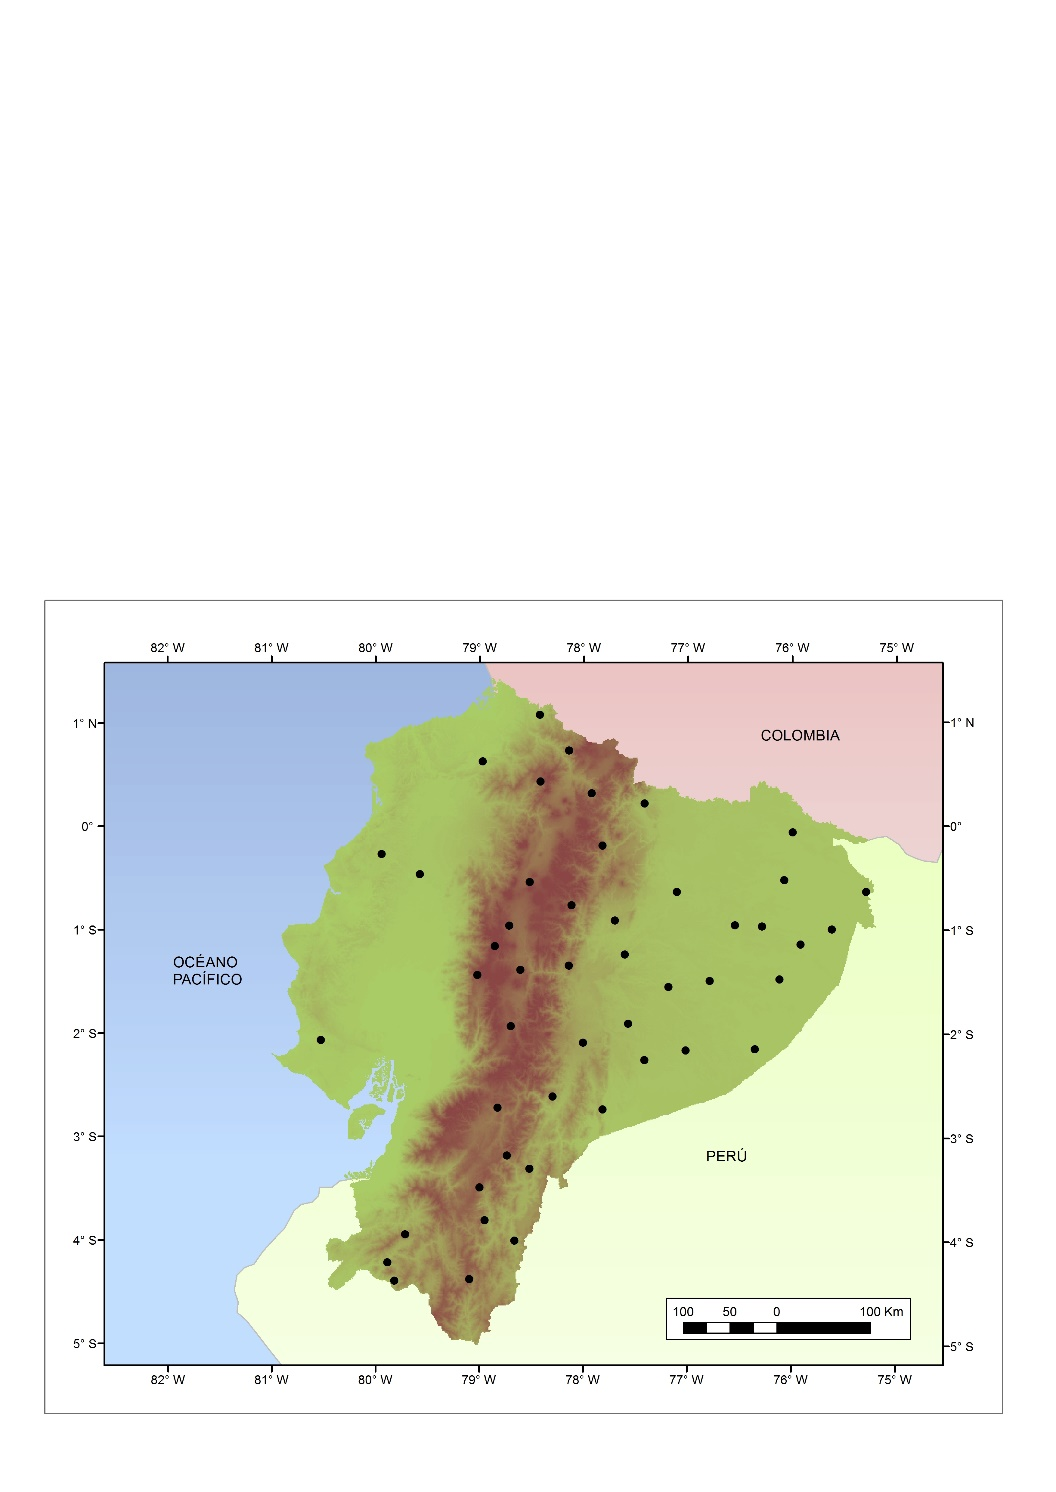 82° W 81° W 80° W 79° W 78° W 77° W 76° W 75° W
1° N 1° N
COLOMBIA
0° 0°
1° S 1° S
OCÉANO
PACÍFICO
2° S 2° S
3° S 3° S
PERÚ
4° S 4° S
100 50 0 100 Km
5° S 5° S
82° W 81° W 80° W 79° W 78° W 77° W 76° W 75° W